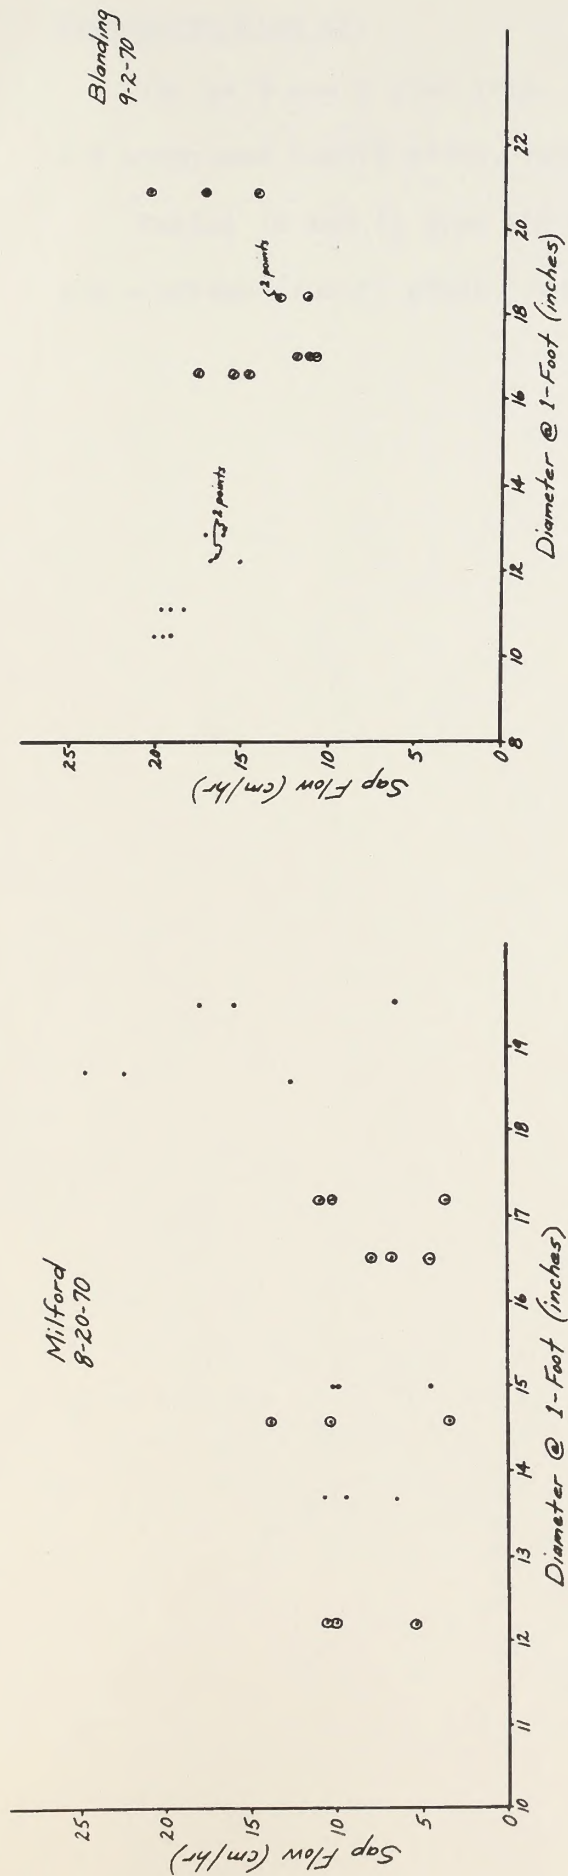 Milford
8-20-70
Sap Flow (cm/hr)
25
20
15
10
5
0
10 11 12 13 14 15 16 17 18 19
Diameter @ 1-Foot (inches)
Blanding
9-2-70
Sap Flow (cm/hr)
25
20
15
10
5
0
2 points
2 points
8 10 12 14 16 18 20 22
Diameter @ 1-Foot (inches)